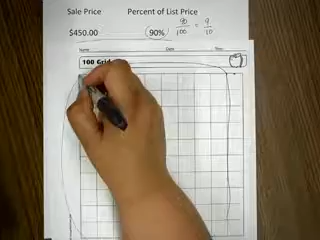 Sale Price Percent of List Price
$450.00 90% 90/100 = 9/10
Name Date Time
100 Grid